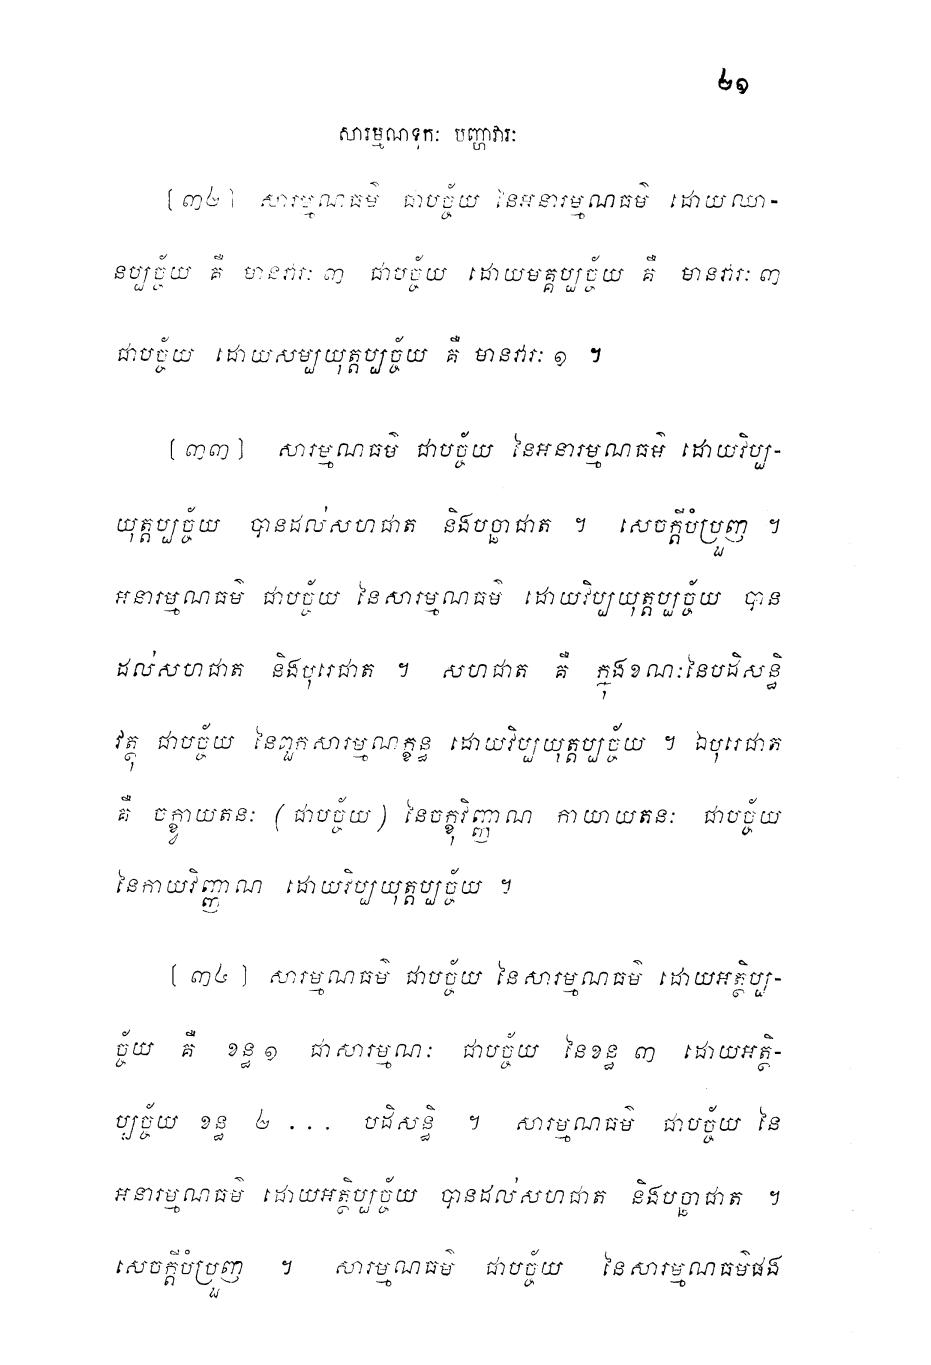 ២១
សារម្មណទុកៈ បញ្ហាវារៈ
[៣២] សារម្មណធម៌ ជាបច្ច័យ នៃអនារម្មណធម៌ ដោយឈា-
នប្បច្ច័យ គឺ មានវារៈ ៣ ជាបច្ច័យ ដោយមគ្គប្បច្ច័យ គឺ មានវារៈ ៣
ជាបច្ច័យ ដោយសម្បយុត្តប្បច្ច័យ គឺ មានវារៈ ១ ។
[៣៣] សារម្មណធម៌ ជាបច្ច័យ នៃអនារម្មណធម៌ ដោយវិប្ប-
យុត្តប្បច្ច័យ បានដល់សហជាត និងបច្ឆាជាត ។ សេចក្តីបំប្រួញ ។
អនារម្មណធម៌ ជាបច្ច័យ នៃសារម្មណធម៌ ដោយវិប្បយុត្តប្បច្ច័យ បាន
ដល់សហជាត និងបុរេជាត ។ សហជាត គឺ ក្នុងខណៈនៃបដិសន្ធិ
វត្ថុ ជាបច្ច័យ នៃពួកសារម្មណក្ខន្ធ ដោយវិប្បយុត្តប្បច្ច័យ ។ ឯបុរេជាត
គឺ ចក្ខ្វាយតនៈ (ជាបច្ច័យ) នៃចក្ខុវិញ្ញាណ កាយាយតនៈ ជាបច្ច័យ
នៃកាយវិញ្ញាណ ដោយវិប្បយុត្តប្បច្ច័យ ។
[៣៤] សារម្មណធម៌ ជាបច្ច័យ នៃសារម្មណធម៌ ដោយអត្ថិប្ប-
ច្ច័យ គឺ ខន្ធ ១ ជាសារម្មណៈ ជាបច្ច័យ នៃខន្ធ ៣ ដោយអត្ថិ-
ប្បច្ច័យ ខន្ធ ២ ... បដិសន្ធិ ។ សារម្មណធម៌ ជាបច្ច័យ នៃ
អនារម្មណធម៌ ដោយអត្ថិប្បច្ច័យ បានដល់សហជាត និងបច្ឆាជាត ។
សេចក្តីបំប្រួញ ។ សារម្មណធម៌ ជាបច្ច័យ នៃសារម្មណធម៌ផង